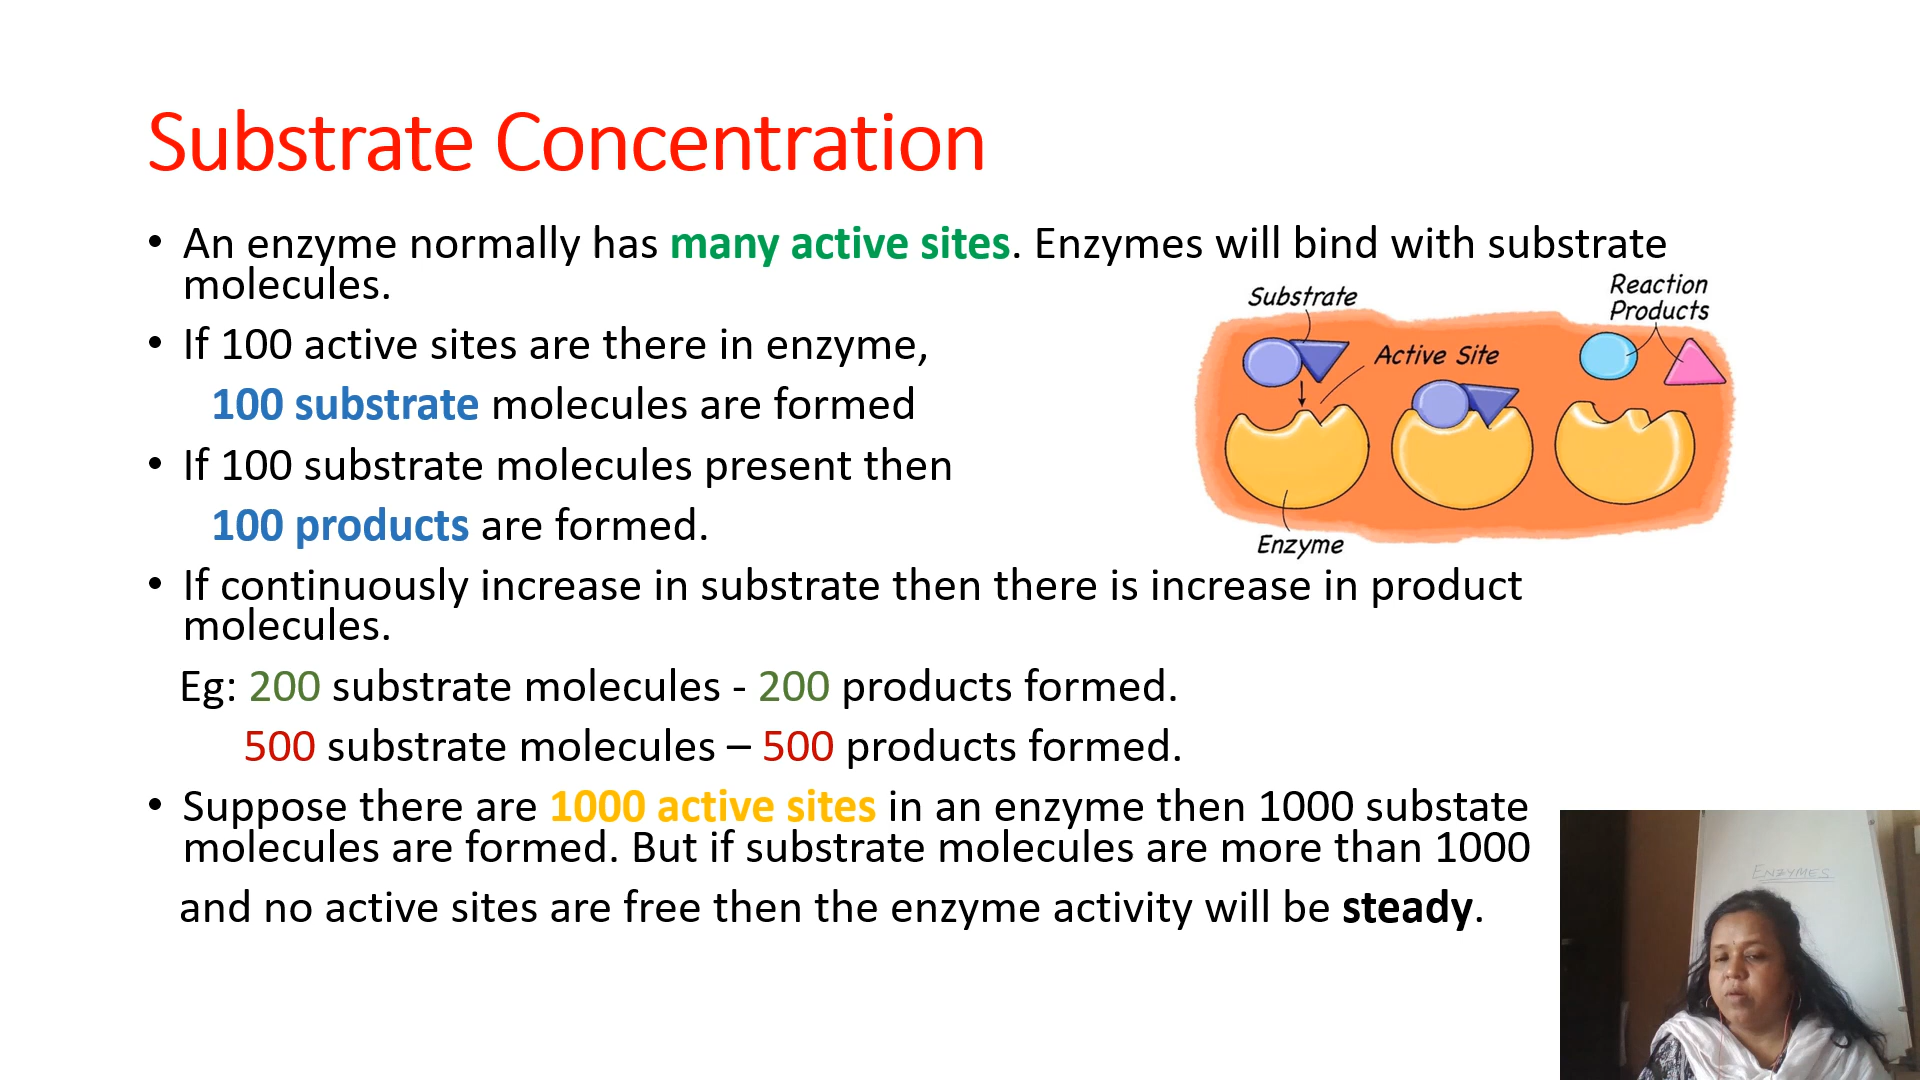 Substrate Concentration
• An enzyme normally has many active sites. Enzymes will bind with substrate
molecules.
• If 100 active sites are there in enzyme,
100 substrate molecules are formed
• If 100 substrate molecules present then
100 products are formed.
Substrate
Reaction
Products
Active Site
Enzyme
• If continuously increase in substrate then there is increase in product
molecules.
Eg: 200 substrate molecules - 200 products formed.
500 substrate molecules – 500 products formed.
• Suppose there are 1000 active sites in an enzyme then 1000 substate
molecules are formed. But if substrate molecules are more than 1000
and no active sites are free then the enzyme activity will be steady.
ENZYMES